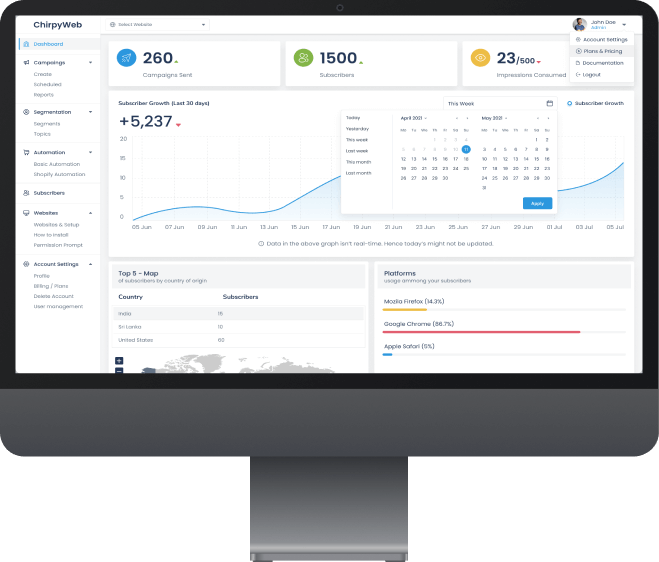 ChirpyWeb
Select Website
John Doe
Admin
Account Settings
Plans & Pricing
Documentation
Logout
Dashboard
Campaigns
Create
Scheduled
Reports
Segmentation
Segments
Topics
Automation
Basic Automation
Shopify Automation
Subscribers
Websites
Websites & Setup
How to Install
Permission Prompt
Account Settings
Profile
Billing / Plans
Delete Account
User management
260
Campaigns Sent
1500
Subscribers
23/500
Impressions Consumed
Subscriber Growth (Last 30 days)
This Week
Subscriber Growth
+5,237
Today
Yesterday
This week
Last week
This month
Last month
April 2021
Mo Tu We Th Fr Sa Su
1 2 3 4
5 6 7 8 9 10 11
12 13 14 15 16 17 18
19 20 21 22 23 24 25
26 27 28 29 30
May 2021
Mo Tu We Th Fr Sa Su
1 2
3 4 5 6 7 8 9
10 11 12 13 14 15 16
17 18 19 20 21 22 23
24 25 26 27 28 29 30
31
Apply
20
15
10
5
0
05 Jun 07 Jun 09 Jun 11 Jun 13 Jun 15 Jun 17 Jun 19 Jun 21 Jun 23 Jun 25 Jun 27 Jun 29 Jun 01 Jul 03 Jul 05 Jul
Data in the above graph isn't real-time. Hence today's might not be updated.
Top 5 - Map
of subscribers by country of origin
Country Subscribers
India 15
Sri Lanka 10
United States 60
Platforms
usage ammong your subscribers
Mozila Firefox (14.3%)
Google Chrome (86.7%)
Apple Safari (5%)